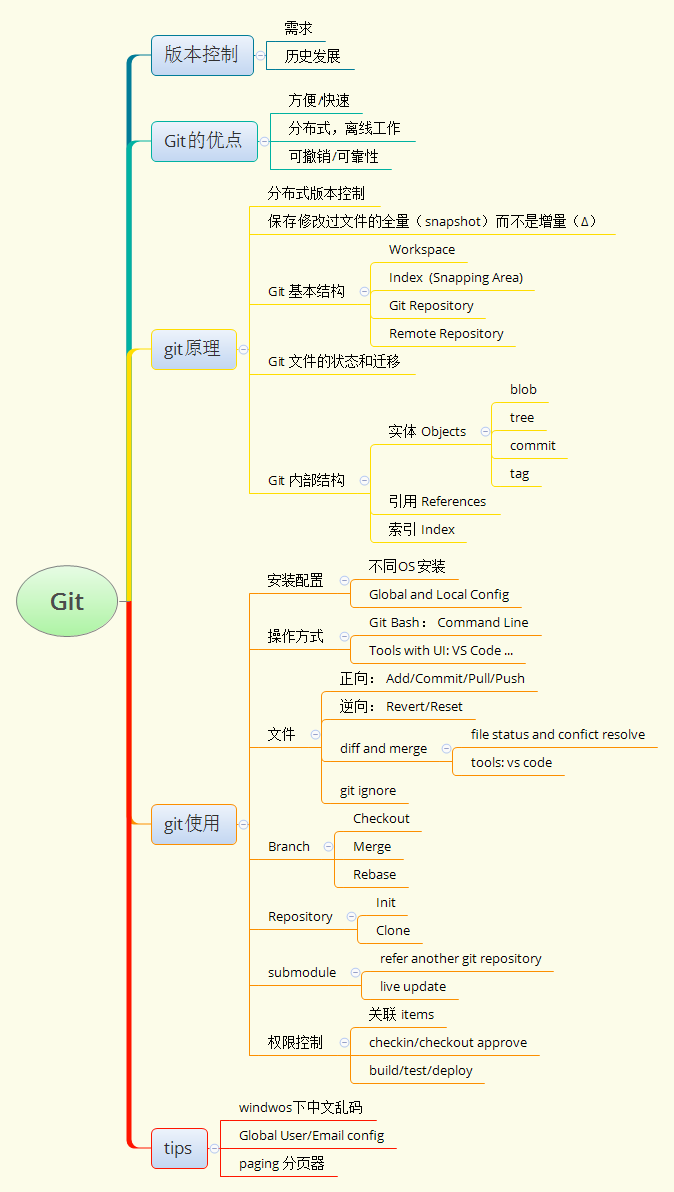 Git
版本控制
需求
历史发展
Git的优点
方便/快速
分布式，离线工作
可撤销/可靠性
git原理
分布式版本控制
保存修改过文件的全量（snapshot）而不是增量（Δ）
Git 基本结构
Workspace
Index (Snapping Area)
Git Repository
Remote Repository
Git 文件的状态和迁移
Git 内部结构
实体 Objects
blob
tree
commit
tag
引用 References
索引 Index
git使用
安装配置
不同OS安装
Global and Local Config
操作方式
Git Bash： Command Line
Tools with UI: VS Code ...
文件
正向： Add/Commit/Pull/Push
逆向： Revert/Reset
diff and merge
file status and confict resolve
tools: vs code
git ignore
Branch
Checkout
Merge
Rebase
Repository
Init
Clone
submodule
refer another git repository
live update
权限控制
关联 items
checkin/checkout approve
build/test/deploy
tips
windwos下中文乱码
Global User/Email config
paging 分页器